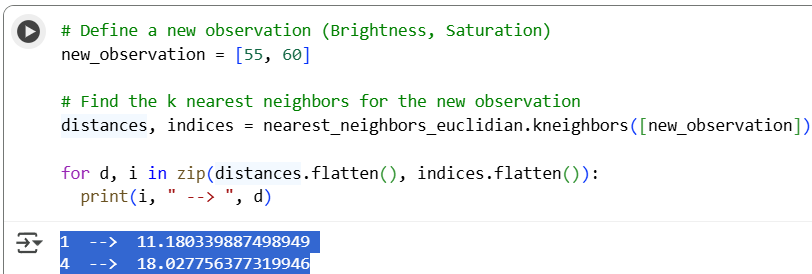 # Define a new observation (Brightness, Saturation)
new_observation = [55, 60]
# Find the k nearest neighbors for the new observation
distances, indices = nearest_neighbors_euclidian.kneighbors([new_observation])
for d, i in zip(distances.flatten(), indices.flatten()):
  print(i, " --> ", d)
1  -->  11.180339887498949
4  -->  18.027756377319946